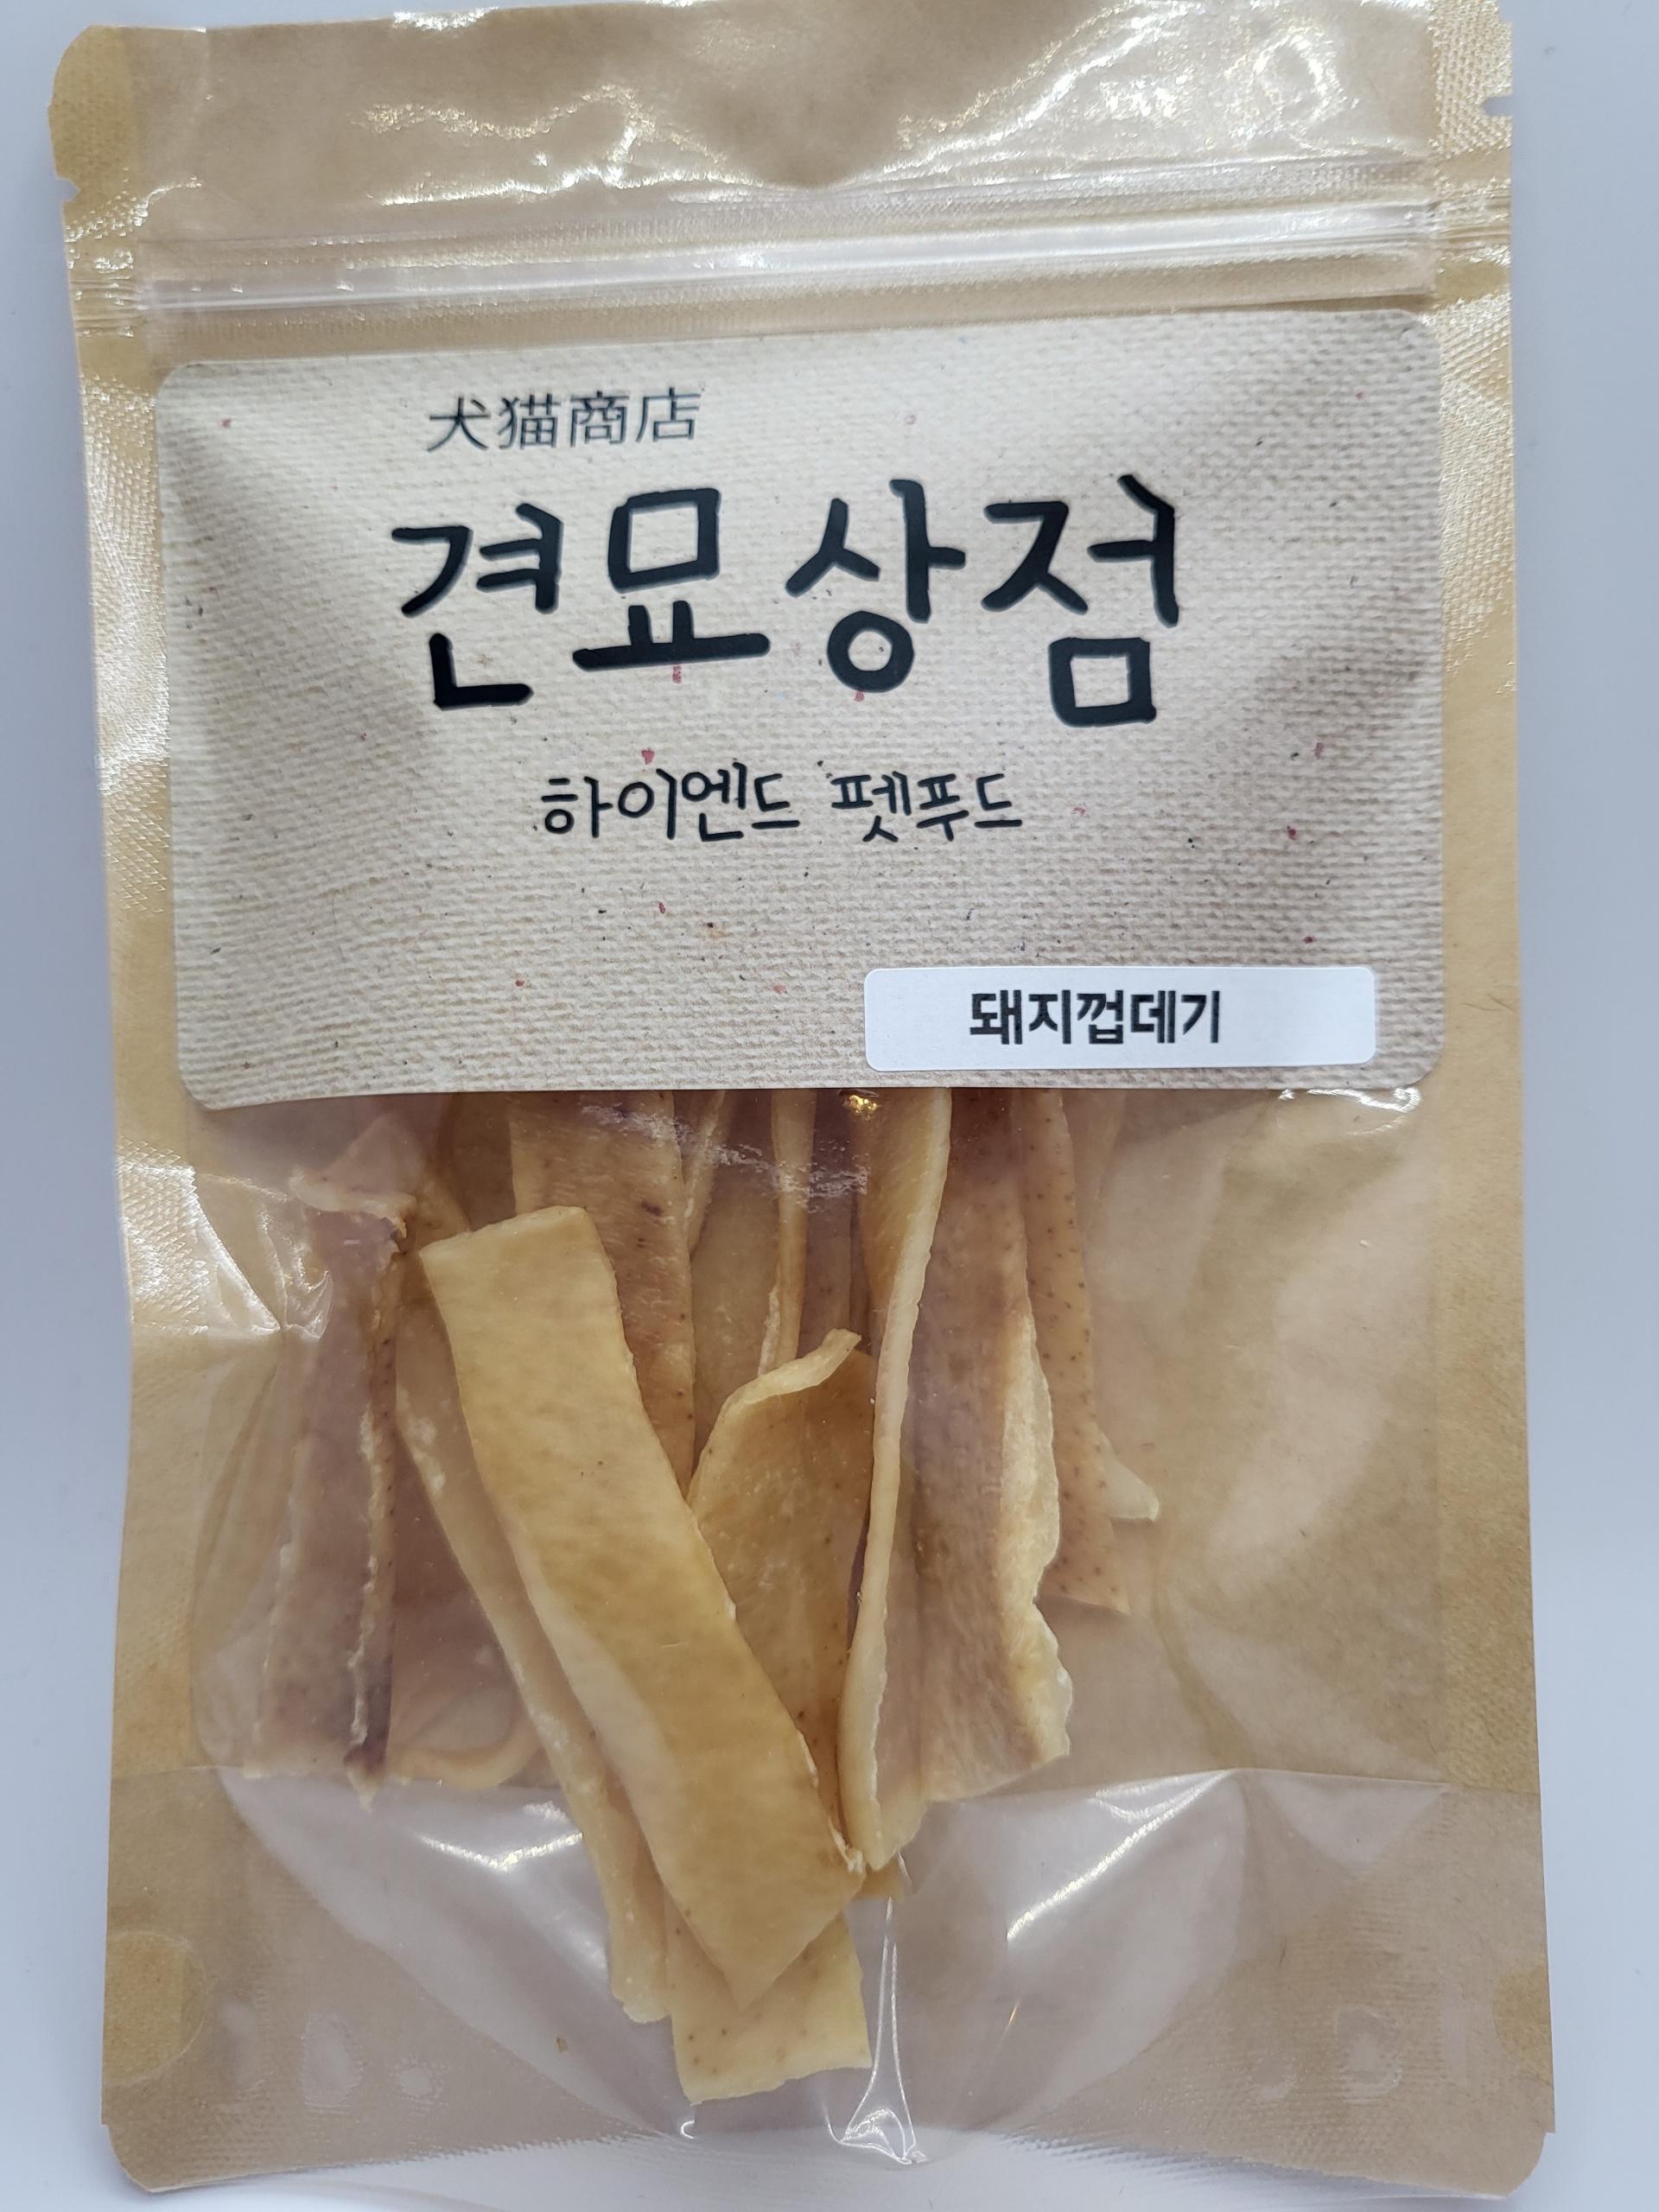 犬猫商店
견묘상점
하이엔드 펫푸드
돼지껍데기